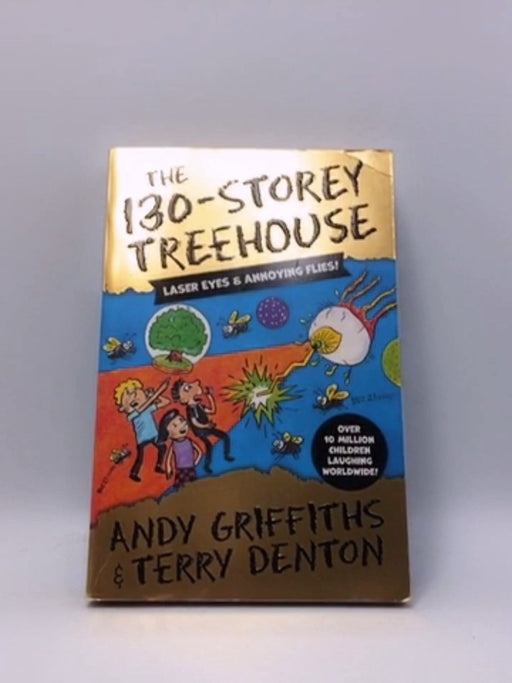 THE
130-STOREY
TREEHOUSE
LASER EYES & ANNOYING FLIES!
OVER
10 MILLION
CHILDREN
LAUGHING
WORLDWIDE!
ANDY GRIFFITHS
& TERRY DENTON